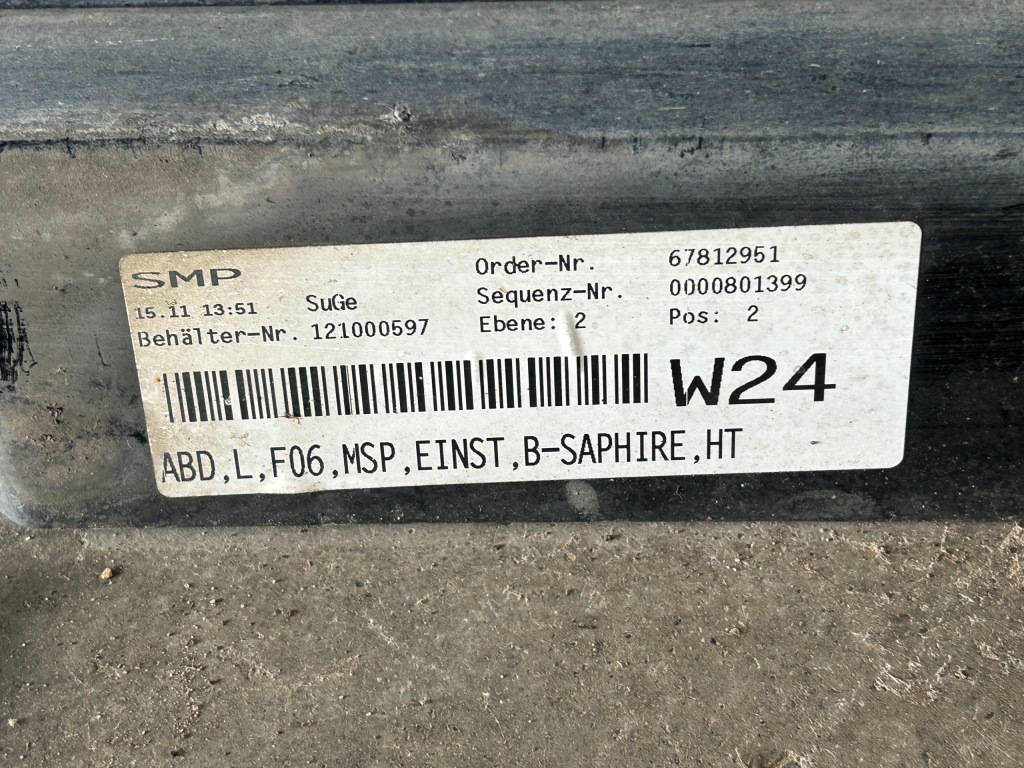 SMP
15.11 13:51 SuGe
Behälter-Nr. 121000597
Order-Nr. 67812951
Sequenz-Nr. 0000801399
Ebene: 2 Pos: 2
W24
ABD,L,F06,MSP,EINST,B-SAPHIRE,HT